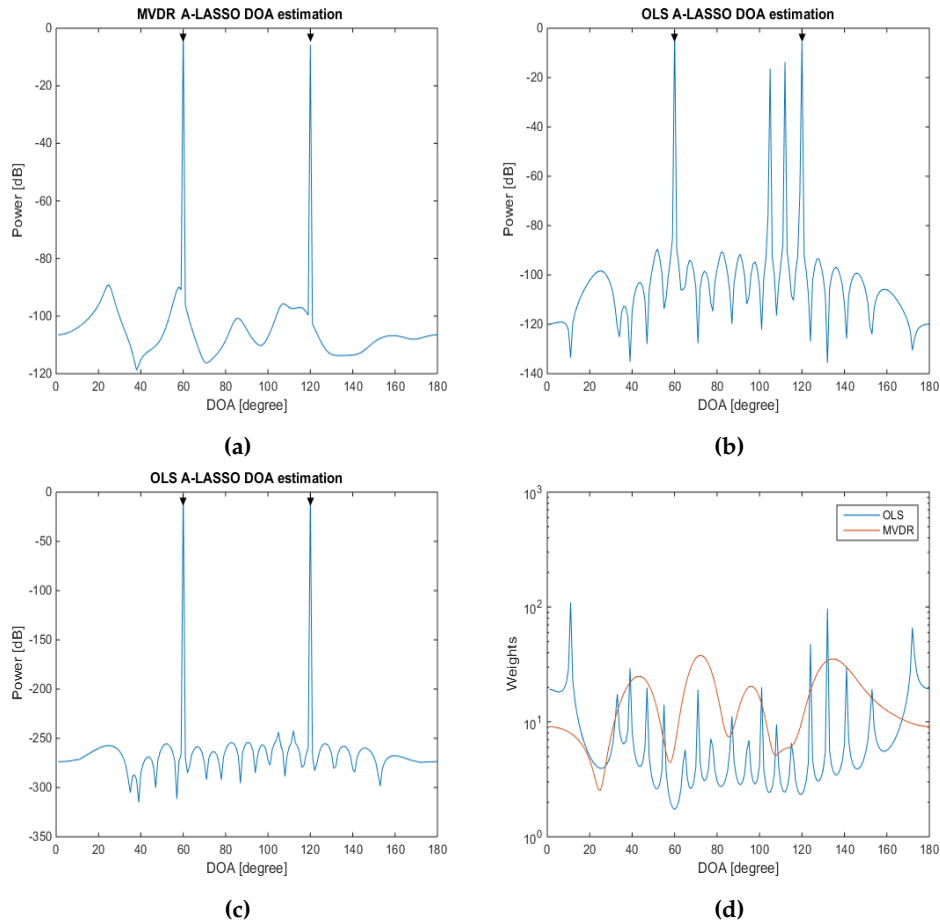 MVDR A-LASSO DOA estimation
0
-20
-40
-60
-80
-100
-120
Power [dB]
0 20 40 60 80 100 120 140 160 180
DOA [degree]
(a)
OLS A-LASSO DOA estimation
0
-20
-40
-60
-80
-100
-120
-140
Power [dB]
0 20 40 60 80 100 120 140 160 180
DOA [degree]
(b)
OLS A-LASSO DOA estimation
0
-50
-100
-150
-200
-250
-300
-350
Power [dB]
0 20 40 60 80 100 120 140 160 180
DOA [degree]
(c)
10³
10²
10¹
10⁰
Weights
OLS
MVDR
0 20 40 60 80 100 120 140 160 180
DOA [degree]
(d)